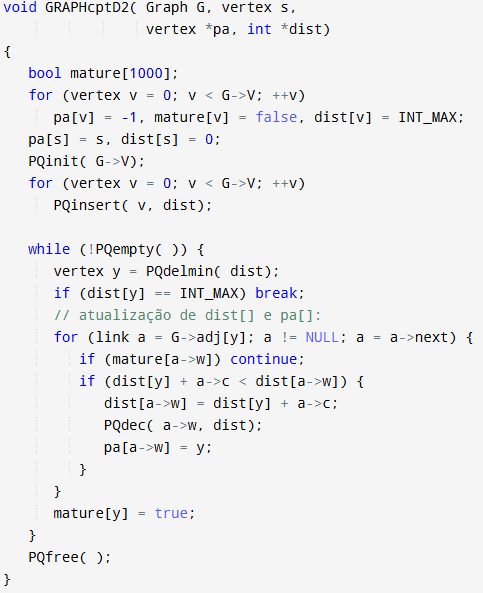 void GRAPHcptD2( Graph G, vertex s,
                 vertex *pa, int *dist)
{
   bool mature[1000];
   for (vertex v = 0; v < G->V; ++v)
      pa[v] = -1, mature[v] = false, dist[v] = INT_MAX;
   pa[s] = s, dist[s] = 0;
   PQinit( G->V);
   for (vertex v = 0; v < G->V; ++v)
      PQinsert( v, dist);

   while (!PQempty( )) {
      vertex y = PQdelmin( dist);
      if (dist[y] == INT_MAX) break;
      // atualização de dist[] e pa[]:
      for (link a = G->adj[y]; a != NULL; a = a->next) {
         if (mature[a->w]) continue;
         if (dist[y] + a->c < dist[a->w]) {
            dist[a->w] = dist[y] + a->c;
            PQdec( a->w, dist);
            pa[a->w] = y;
         }
      }
      mature[y] = true;
   }
   PQfree( );
}